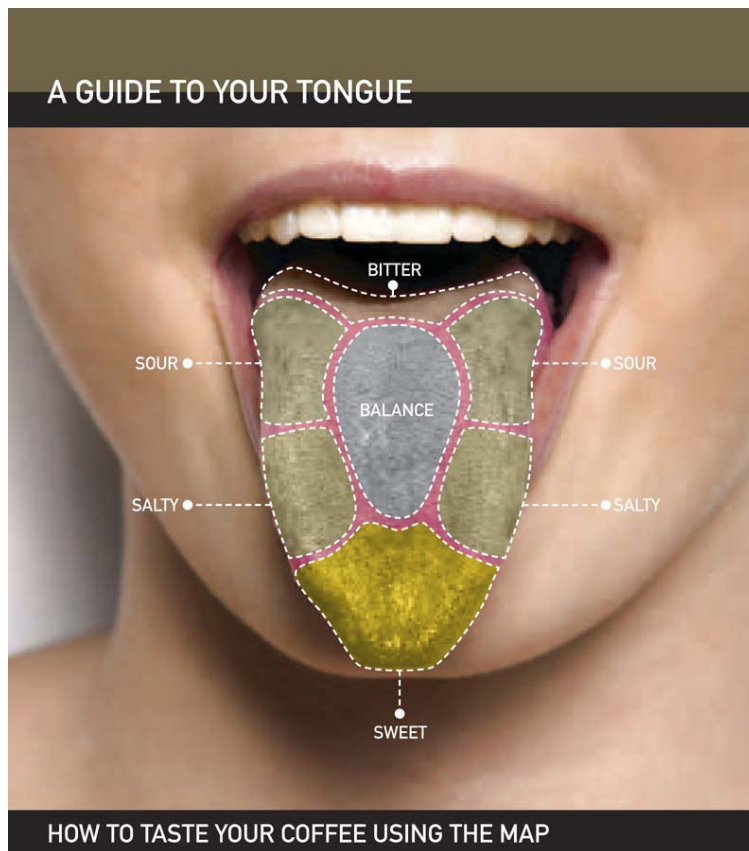 A GUIDE TO YOUR TONGUE
BITTER
SOUR
SOUR
BALANCE
SALTY
SALTY
SWEET
HOW TO TASTE YOUR COFFEE USING THE MAP